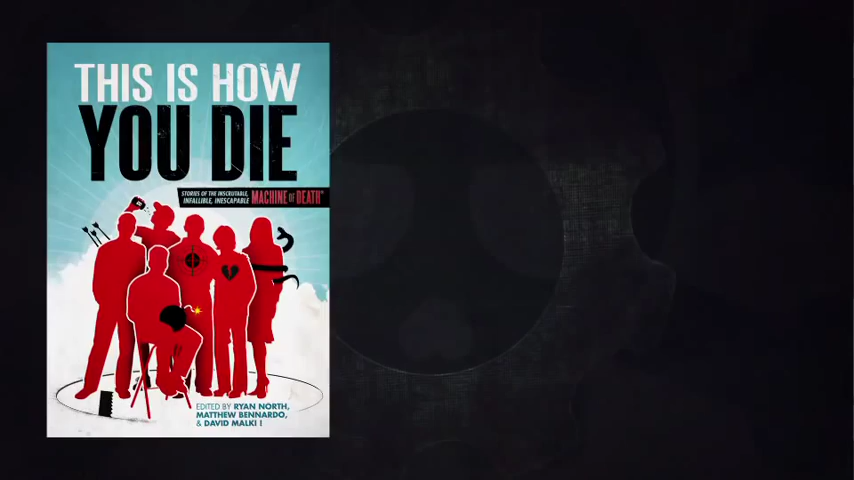 THIS IS HOW
YOU DIE
STORIES OF THE INSCRUTABLE,
INFALLIBLE, INESCAPABLE MACHINE OF DEATH
EDITED BY RYAN NORTH,
MATTHEW BENNARDO,
& DAVID MALKI !